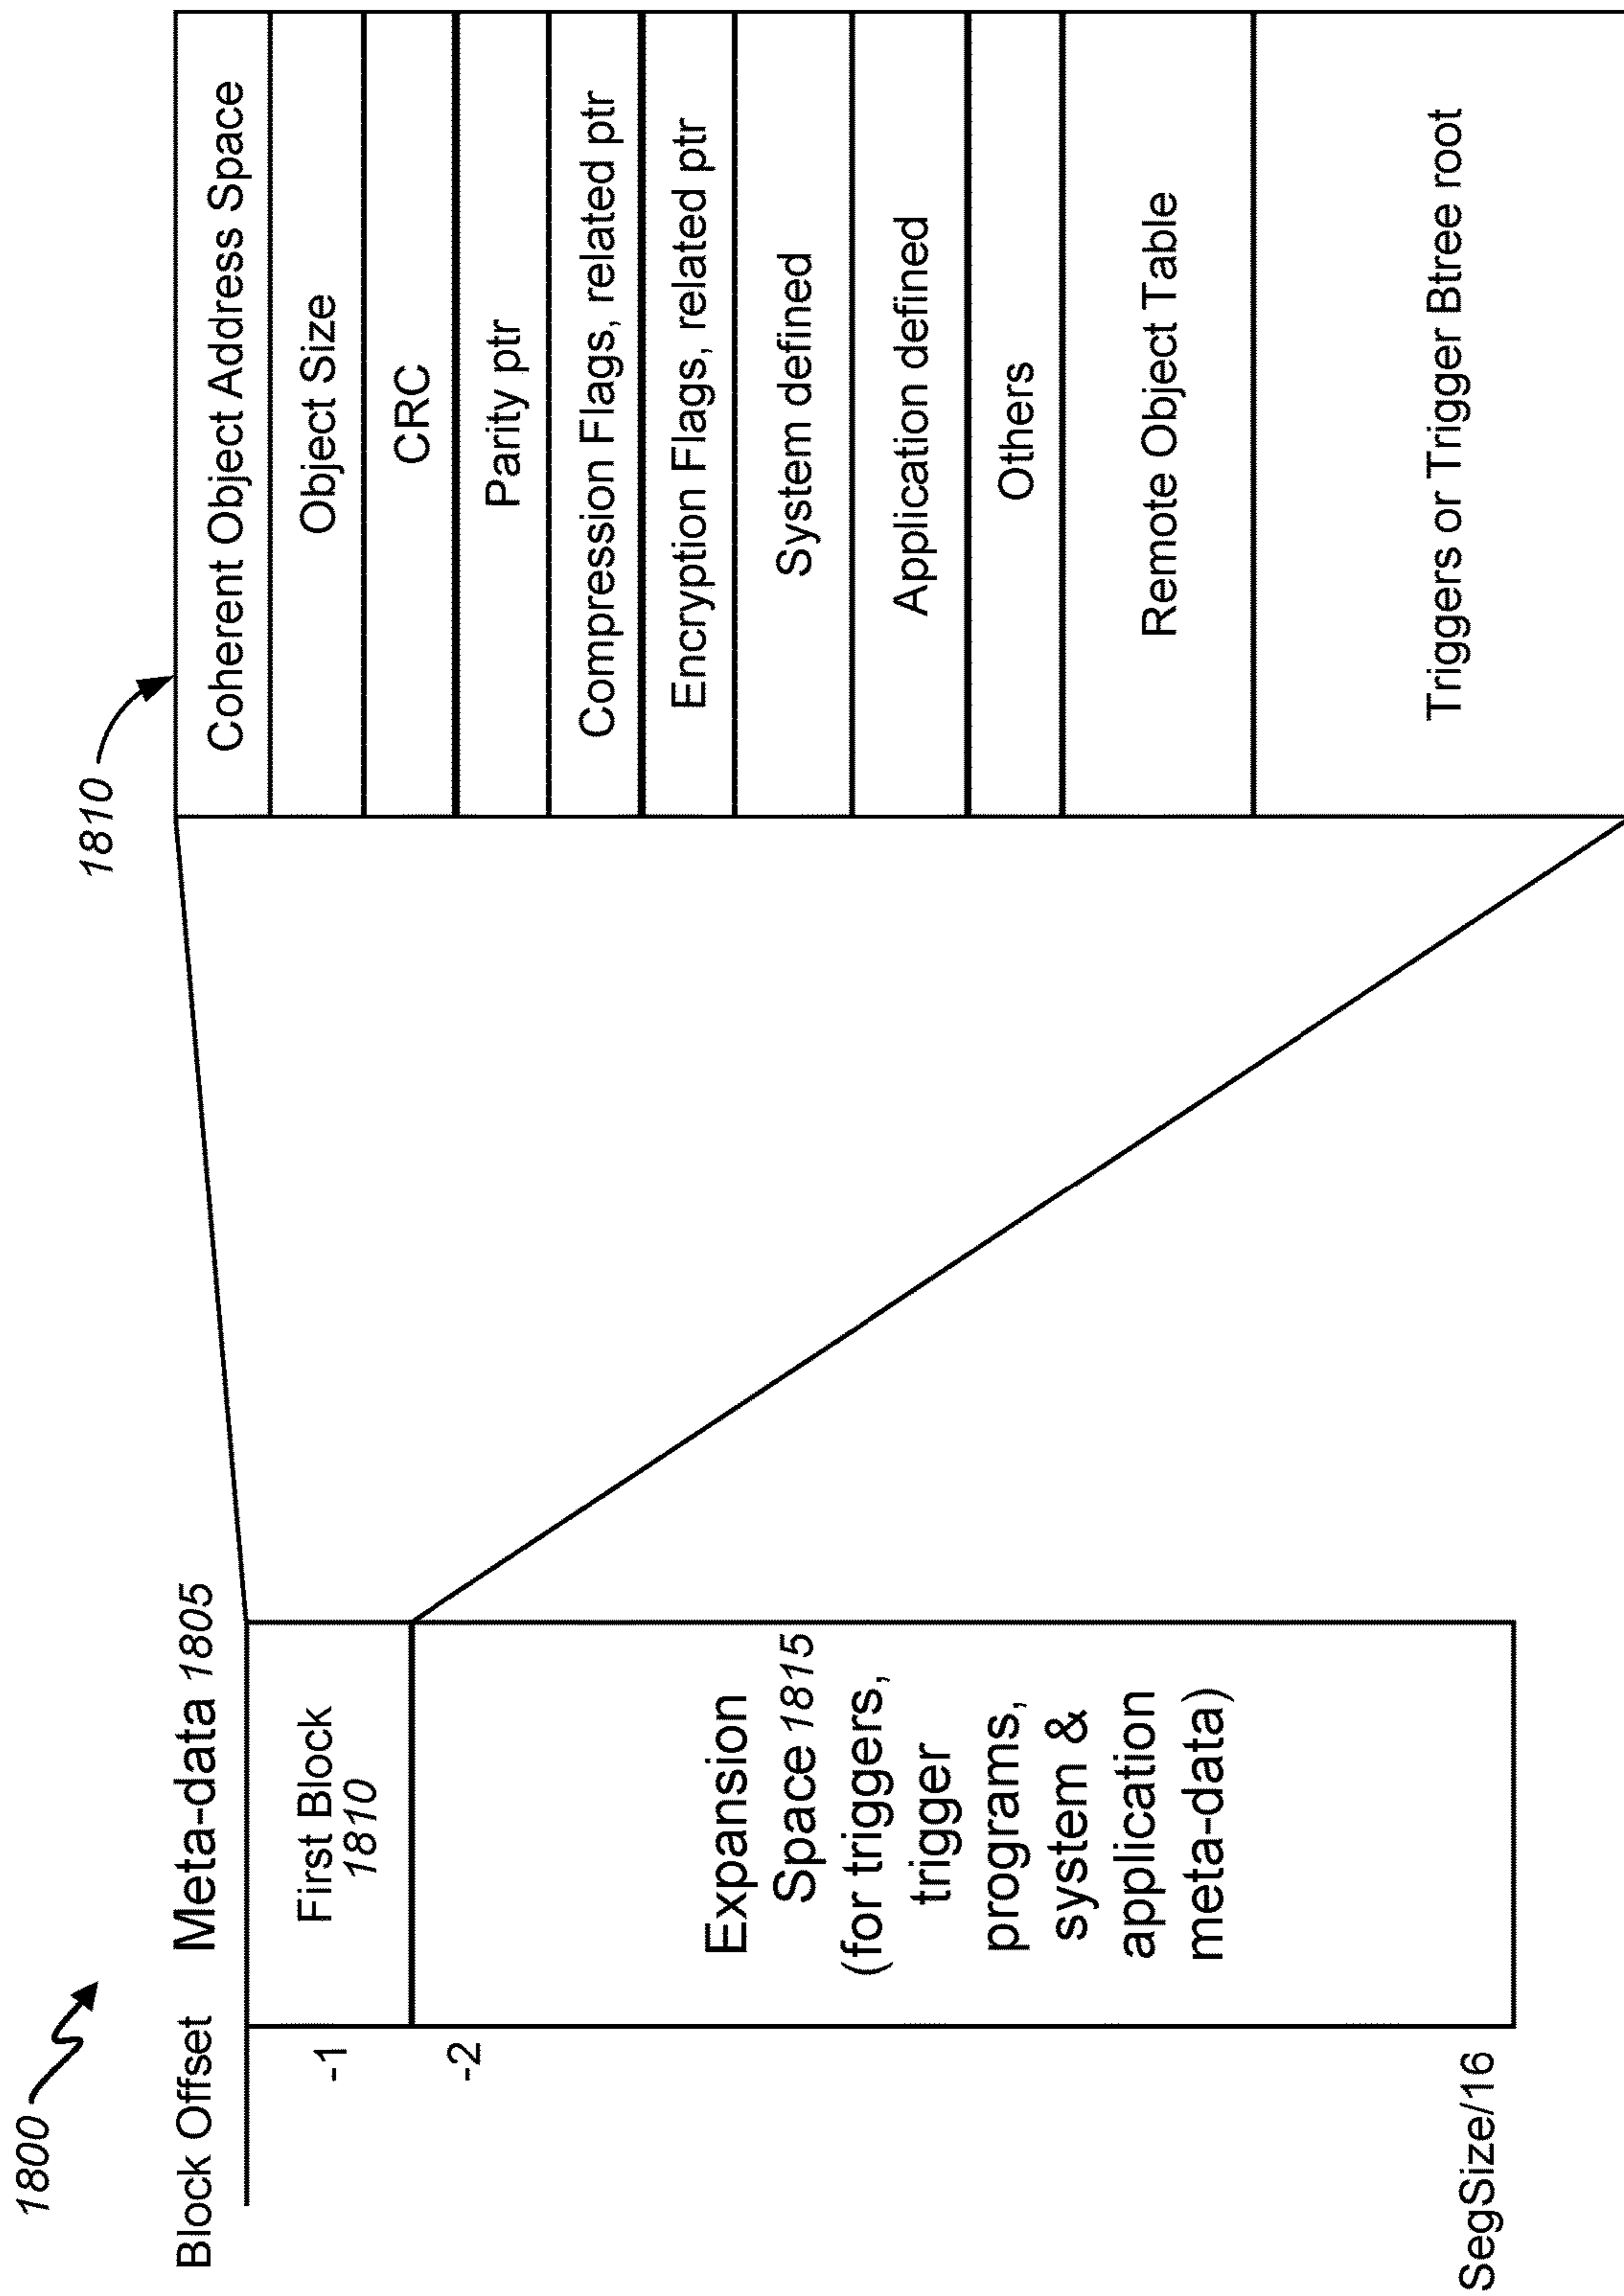 1800
Block Offset
Meta-data 1805
-1
First Block
1810
-2
Expansion
Space 1815
(for triggers,
trigger
programs,
system &
application
meta-data)
SegSize/16
1810
Coherent Object Address Space
Object Size
CRC
Parity ptr
Compression Flags, related ptr
Encryption Flags, related ptr
System defined
Application defined
Others
Remote Object Table
Triggers or Trigger Btree root